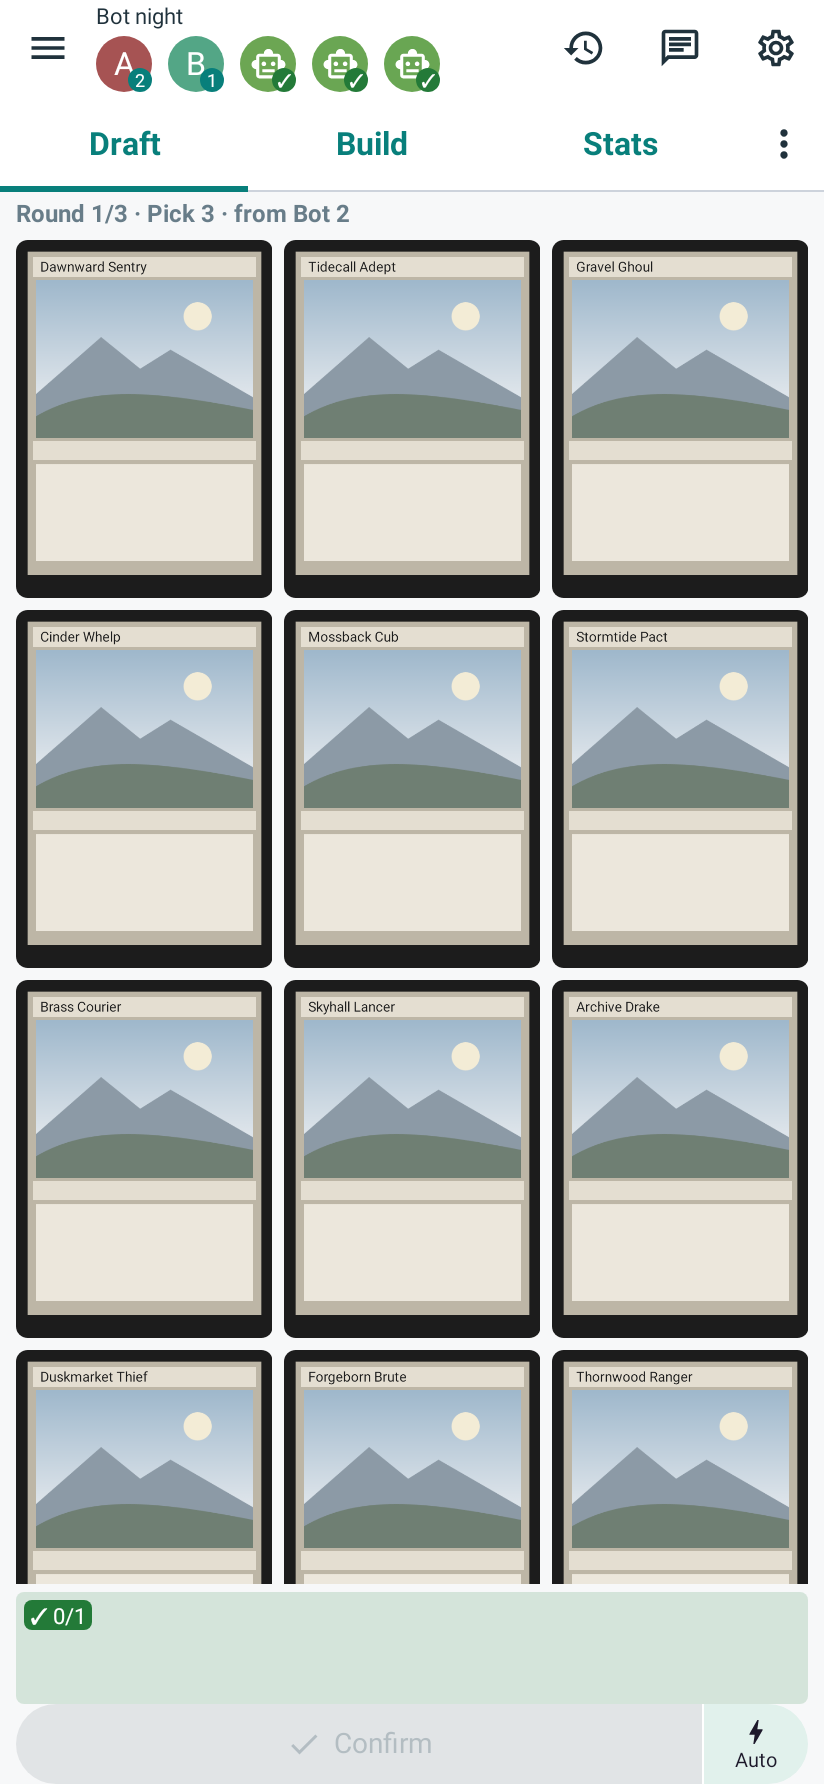 Bot night
A 2 B 1
Draft Build Stats
Round 1/3 · Pick 3 · from Bot 2
Dawnward Sentry Tidecall Adept Gravel Ghoul
Cinder Whelp Mossback Cub Stormtide Pact
Brass Courier Skyhall Lancer Archive Drake
Duskmarket Thief Forgeborn Brute Thornwood Ranger
✓ 0/1
Confirm
Auto